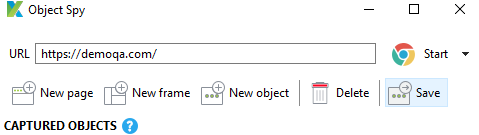 Object Spy
URL https://demoqa.com/ Start
New page New frame New object Delete Save
CAPTURED OBJECTS ?